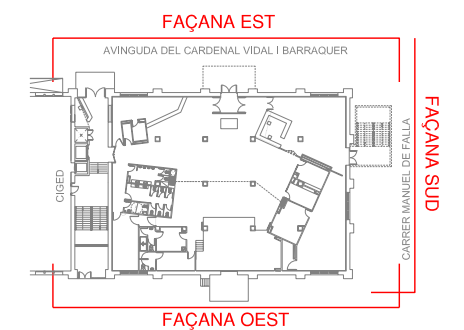 FAÇANA EST
AVINGUDA DEL CARDENAL VIDAL I BARRAQUER
CIGED
CARRER MANUEL DE FALLA
FAÇANA SUD
FAÇANA OEST